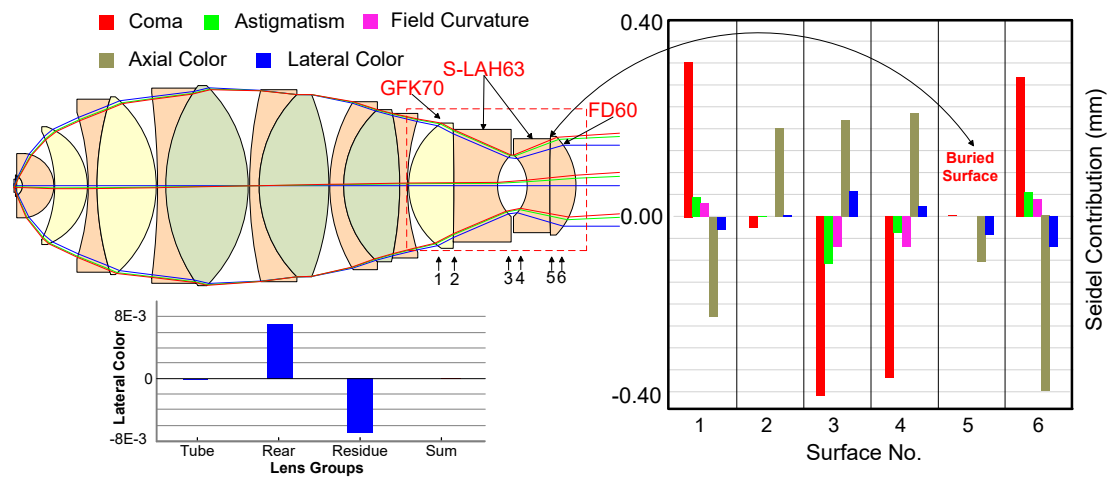 Coma
Astigmatism
Field Curvature
Axial Color
Lateral Color
GFK70
S-LAH63
FD60
1 2 3 4 5 6
8E-3
0
-8E-3
Lateral Color
Tube Rear Residue Sum
Lens Groups
0.40
0.00
-0.40
Buried
Surface
Seidel Contribution (mm)
1 2 3 4 5 6
Surface No.